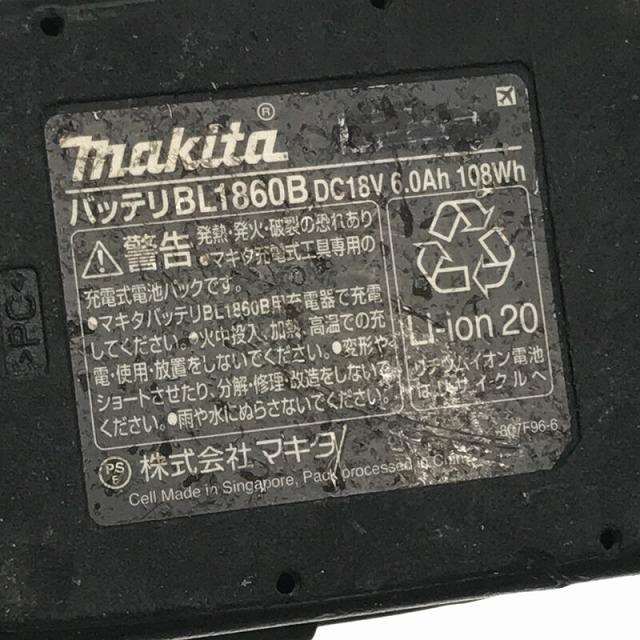 makita®
バッテリBL1860B DC18V 6.0Ah 108Wh
警告 発熱・発火・破裂の恐れあり
●マキタ充電式工具専用の
充電式電池パックです。
●マキタバッテリBL1860B用充電器で充電
してください。●火中投入、加熱、高温での充
電・使用・放置をしないでください。●変形や
ショートさせたり、分解・修理・改造をしないで
ください。●雨や水にぬらさないでください。
Li-ion 20
リチウムイオン電池
はリサイクルへ
807F96-6
PS
E
株式会社 マキタ
Cell Made in Singapore, Pack processed in China
>PC<